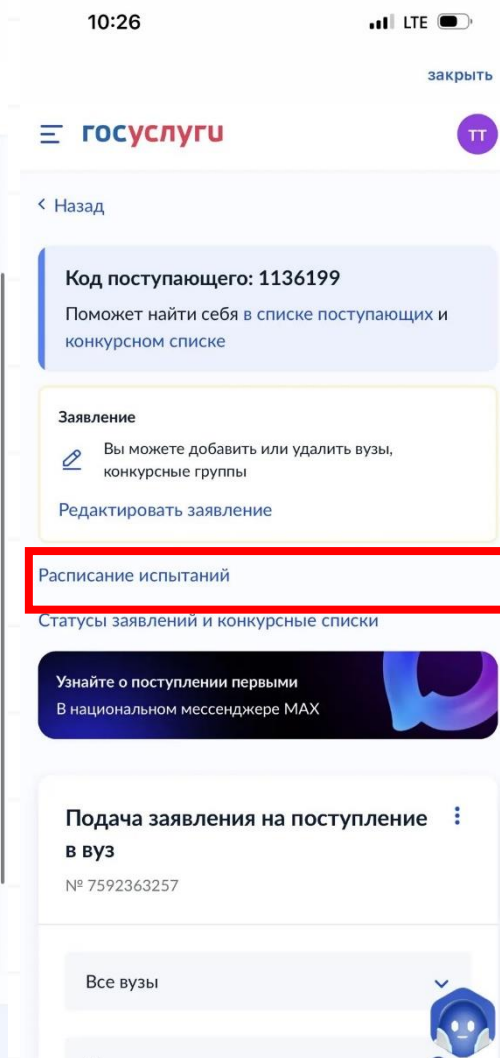 10:26
LTE
закрыть
госуслуги
ТТ
Назад
Код поступающего: 1136199
Поможет найти себя в списке поступающих и
конкурсном списке
Заявление
Вы можете добавить или удалить вузы,
конкурсные группы
Редактировать заявление
Расписание испытаний
Статусы заявлений и конкурсные списки
Узнайте о поступлении первыми
В национальном мессенджере MAX
Подача заявления на поступление
в вуз
№ 7592363257
Все вузы